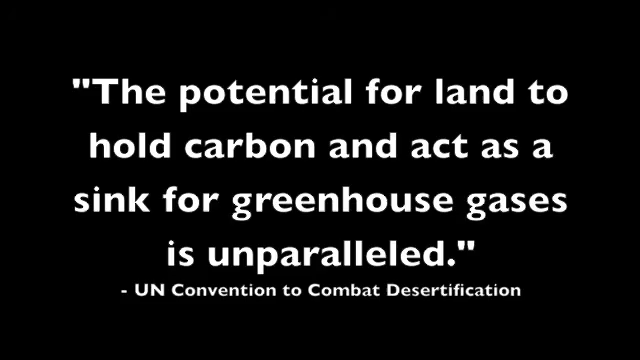 "The potential for land to
hold carbon and act as a
sink for greenhouse gases
is unparalleled."
- UN Convention to Combat Desertification